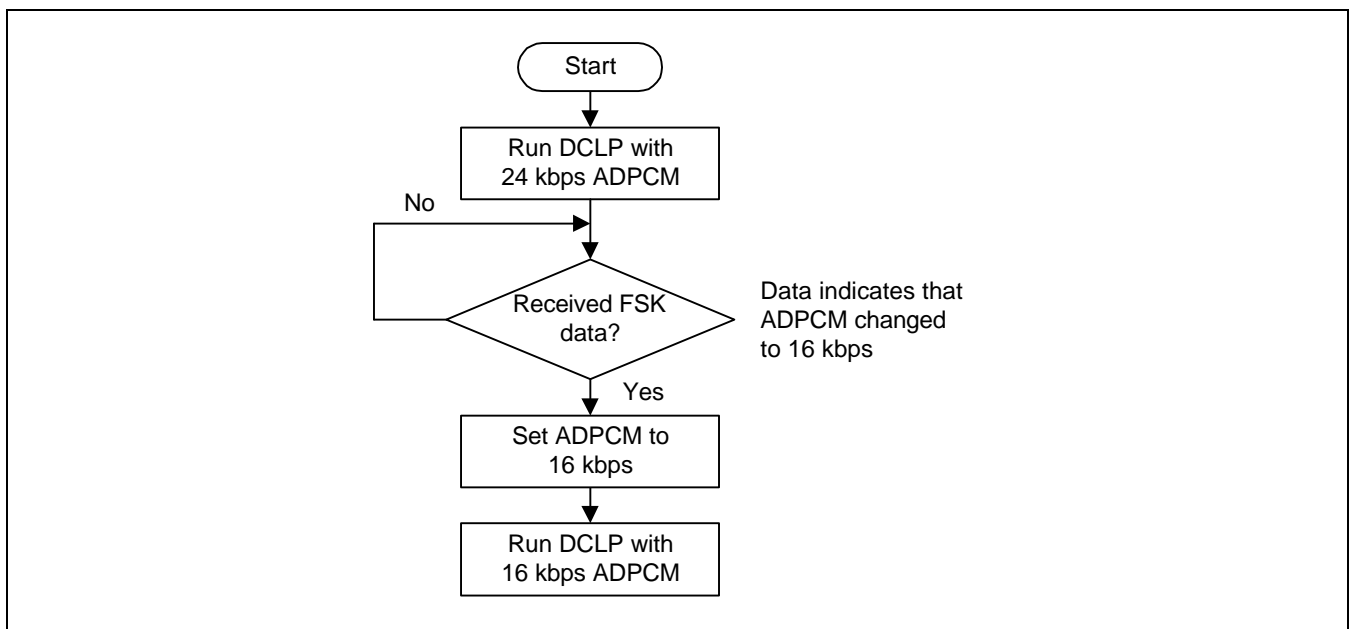 Start
Run DCLP with
24 kbps ADPCM
No
Received FSK
data?
Data indicates that
ADPCM changed
to 16 kbps
Yes
Set ADPCM to
16 kbps
Run DCLP with
16 kbps ADPCM